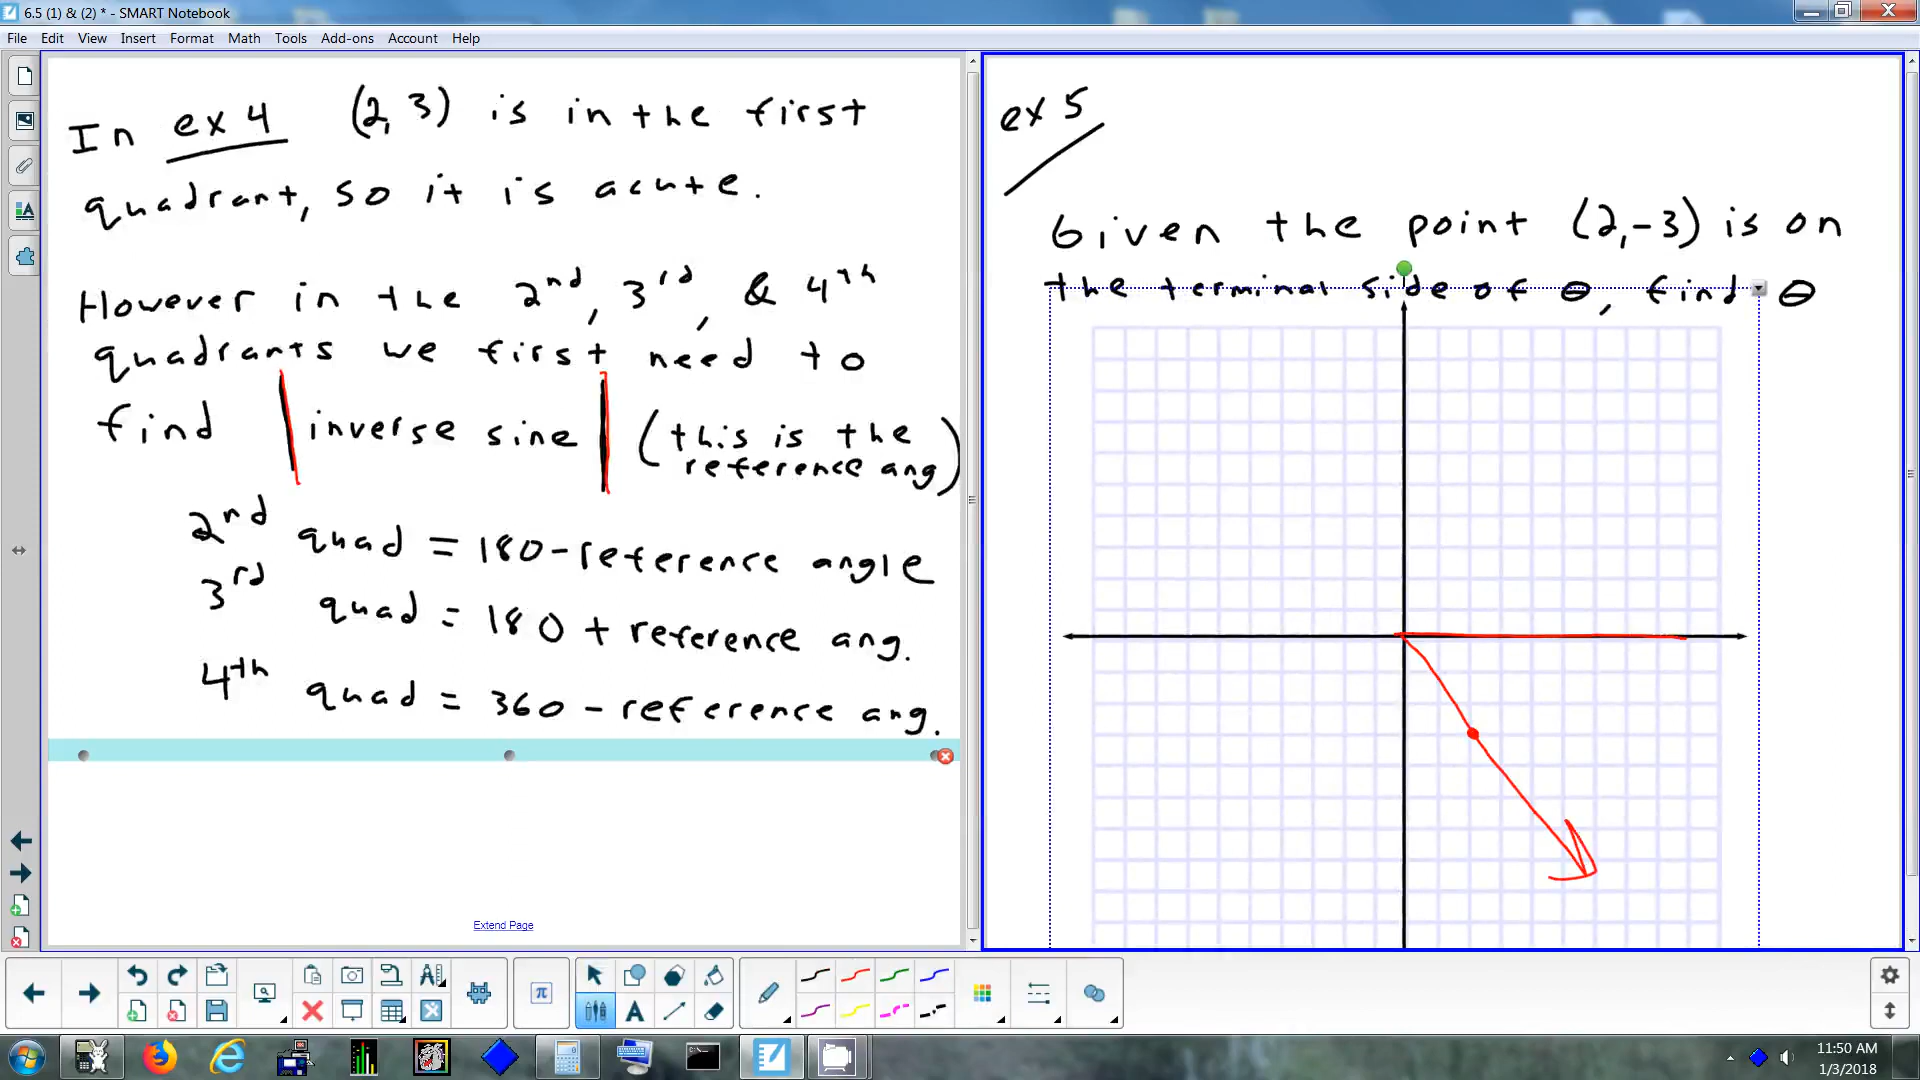 6.5 (1) & (2) * - SMART Notebook
File Edit View Insert Format Math Tools Add-ons Account Help
In ex 4 (2, 3) is in the first
quadrant, so it is acute.
However in the 2nd, 3rd, & 4th
quadrants we first need to
find | inverse sine | (this is the
reference ang)
2nd quad = 180 - reference angle
3rd quad = 180 + reference ang.
4th quad = 360 - reference ang.
Extend Page
ex 5
Given the point (2, -3) is on
the terminal side of θ, find θ
π
A
11:50 AM
1/3/2018